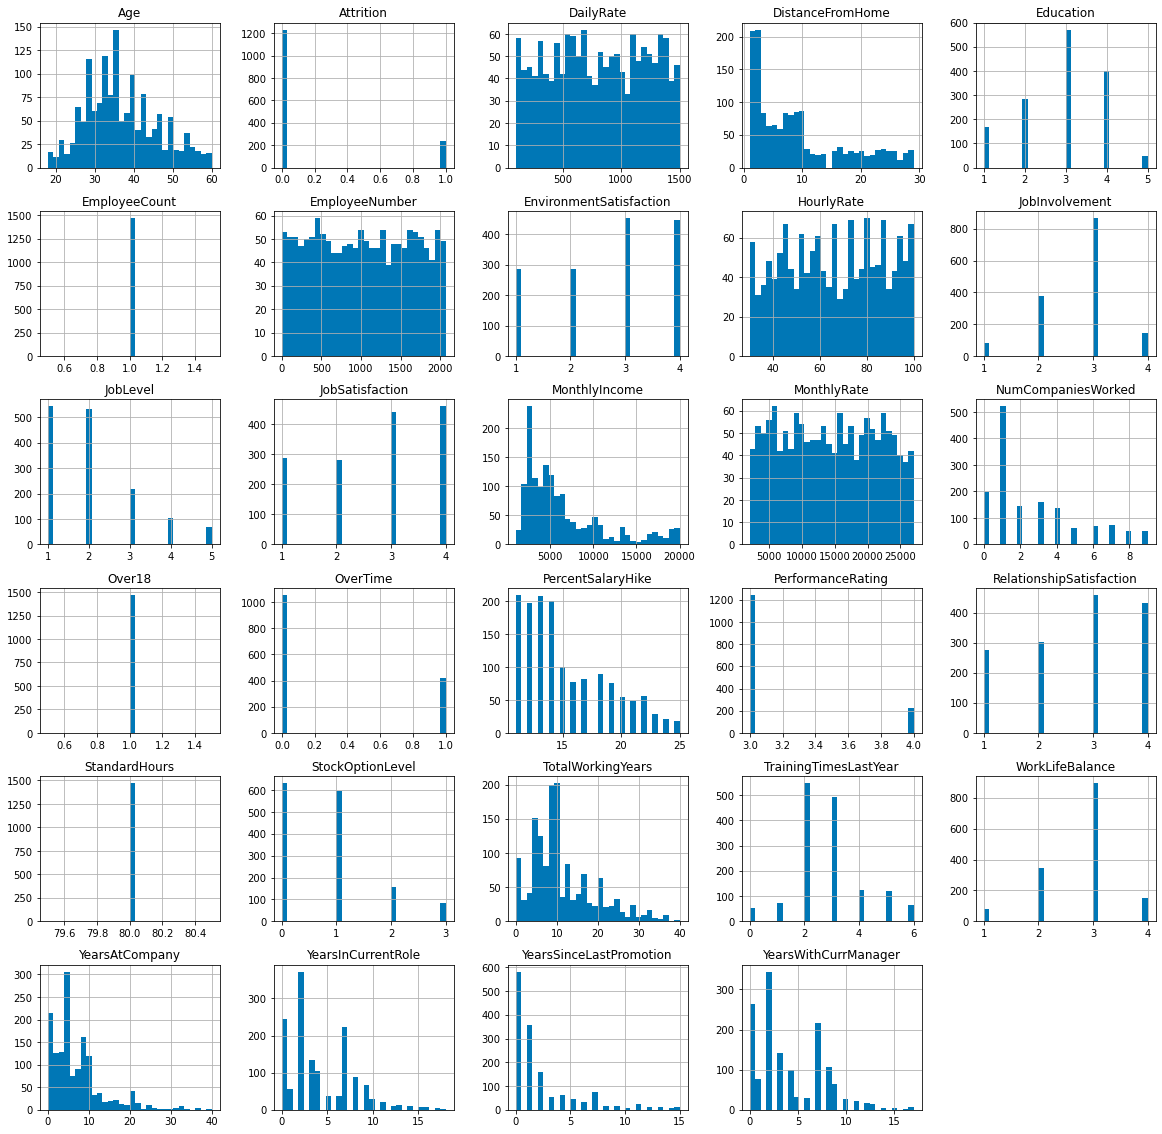 Age
150
125
100
75
50
25
0
20 30 40 50 60
Attrition
1200
1000
800
600
400
200
0
0.0 0.2 0.4 0.6 0.8 1.0
DailyRate
60
50
40
30
20
10
0
500 1000 1500
DistanceFromHome
200
150
100
50
0
0 10 20 30
Education
600
500
400
300
200
100
0
1 2 3 4 5
EmployeeCount
1500
1250
1000
750
500
250
0
0.6 0.8 1.0 1.2 1.4
EmployeeNumber
60
50
40
30
20
10
0
0 500 1000 1500 2000
EnvironmentSatisfaction
400
300
200
100
0
1 2 3 4
HourlyRate
60
40
20
0
40 60 80 100
JobInvolvement
800
600
400
200
0
1 2 3 4
JobLevel
500
400
300
200
100
0
1 2 3 4 5
JobSatisfaction
400
300
200
100
0
1 2 3 4
MonthlyIncome
250
200
150
100
50
0
5000 10000 15000 20000
MonthlyRate
60
50
40
30
20
10
0
5000 10000 15000 20000 25000
NumCompaniesWorked
500
400
300
200
100
0
0 2 4 6 8
Over18
1500
1250
1000
750
500
250
0
0.6 0.8 1.0 1.2 1.4
OverTime
1000
800
600
400
200
0
0.0 0.2 0.4 0.6 0.8 1.0
PercentSalaryHike
200
150
100
50
0
15 20 25
PerformanceRating
1200
1000
800
600
400
200
0
3.0 3.2 3.4 3.6 3.8 4.0
RelationshipSatisfaction
400
300
200
100
0
1 2 3 4
StandardHours
1500
1250
1000
750
500
250
0
79.6 79.8 80.0 80.2 80.4
StockOptionLevel
600
500
400
300
200
100
0
0 1 2 3
TotalWorkingYears
200
150
100
50
0
0 10 20 30 40
TrainingTimesLastYear
500
400
300
200
100
0
0 2 4 6
WorkLifeBalance
800
600
400
200
0
1 2 3 4
YearsAtCompany
300
250
200
150
100
50
0
0 10 20 30 40
YearsInCurrentRole
300
200
100
0
0 5 10 15
YearsSinceLastPromotion
600
500
400
300
200
100
0
0 5 10 15
YearsWithCurrManager
300
200
100
0
0 5 10 15